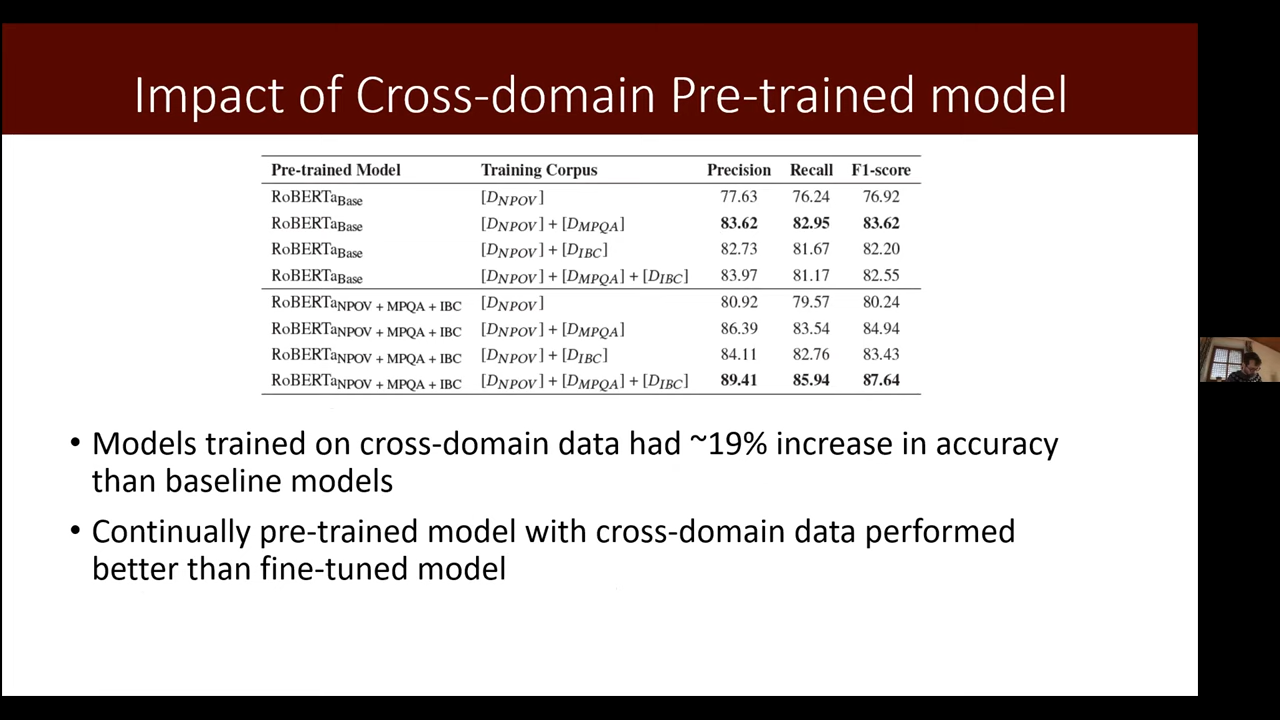 Impact of Cross-domain Pre-trained model
Pre-trained Model Training Corpus Precision Recall F1-score
RoBERTaBase [DNPOV] 77.63 76.24 76.92
RoBERTaBase [DNPOV] + [DMPQA] 83.62 82.95 83.62
RoBERTaBase [DNPOV] + [DIBC] 82.73 81.67 82.20
RoBERTaBase [DNPOV] + [DMPQA] + [DIBC] 83.97 81.17 82.55
RoBERTaNPOV + MPQA + IBC [DNPOV] 80.92 79.57 80.24
RoBERTaNPOV + MPQA + IBC [DNPOV] + [DMPQA] 86.39 83.54 84.94
RoBERTaNPOV + MPQA + IBC [DNPOV] + [DIBC] 84.11 82.76 83.43
RoBERTaNPOV + MPQA + IBC [DNPOV] + [DMPQA] + [DIBC] 89.41 85.94 87.64
• Models trained on cross-domain data had ~19% increase in accuracy
than baseline models
• Continually pre-trained model with cross-domain data performed
better than fine-tuned model